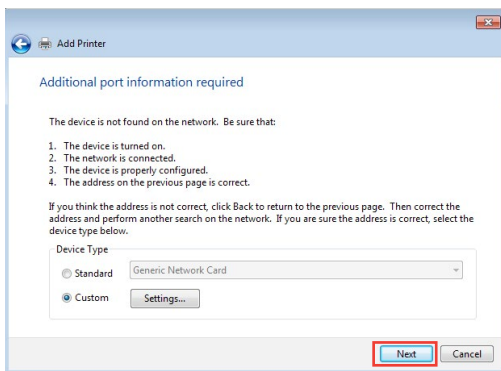 Add Printer
Additional port information required
The device is not found on the network. Be sure that:
1. The device is turned on.
2. The network is connected.
3. The device is properly configured.
4. The address on the previous page is correct.
If you think the address is not correct, click Back to return to the previous page. Then correct the
address and perform another search on the network. If you are sure the address is correct, select the
device type below.
Device Type
Standard Generic Network Card
Custom Settings...
Next Cancel